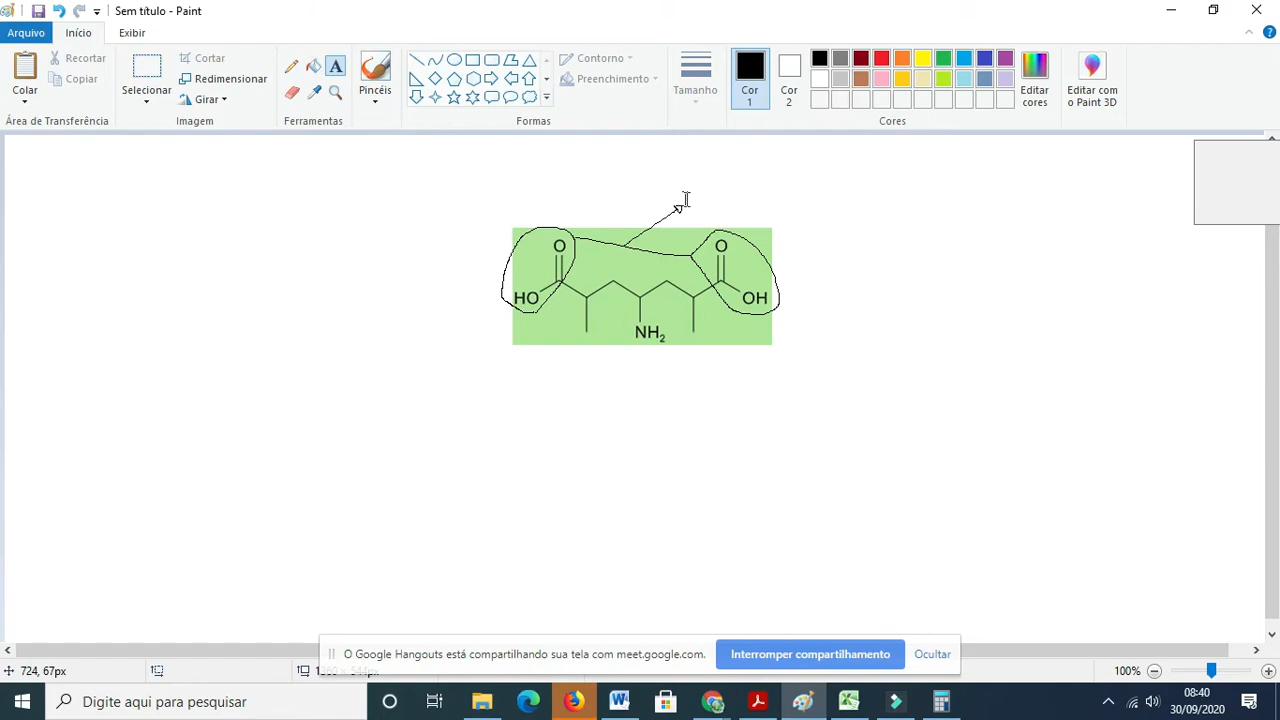 Sem título - Paint
Arquivo Início Exibir
Colar
Recortar
Copiar
Área de Transferência
Selecionar
Cortar
Redimensionar
Girar
Imagem
A
Ferramentas
Pincéis
Formas
Contorno
Preenchimento
Tamanho
Cor
1
Cor
2
Editar
cores
Cores
Editar com
o Paint 3D
O O
HO OH
NH2
O Google Hangouts está compartilhando sua tela com meet.google.com. Interromper compartilhamento Ocultar
724, 67px 1360 × 544px 100%
Digite aqui para pesquisar
08:40
30/09/2020